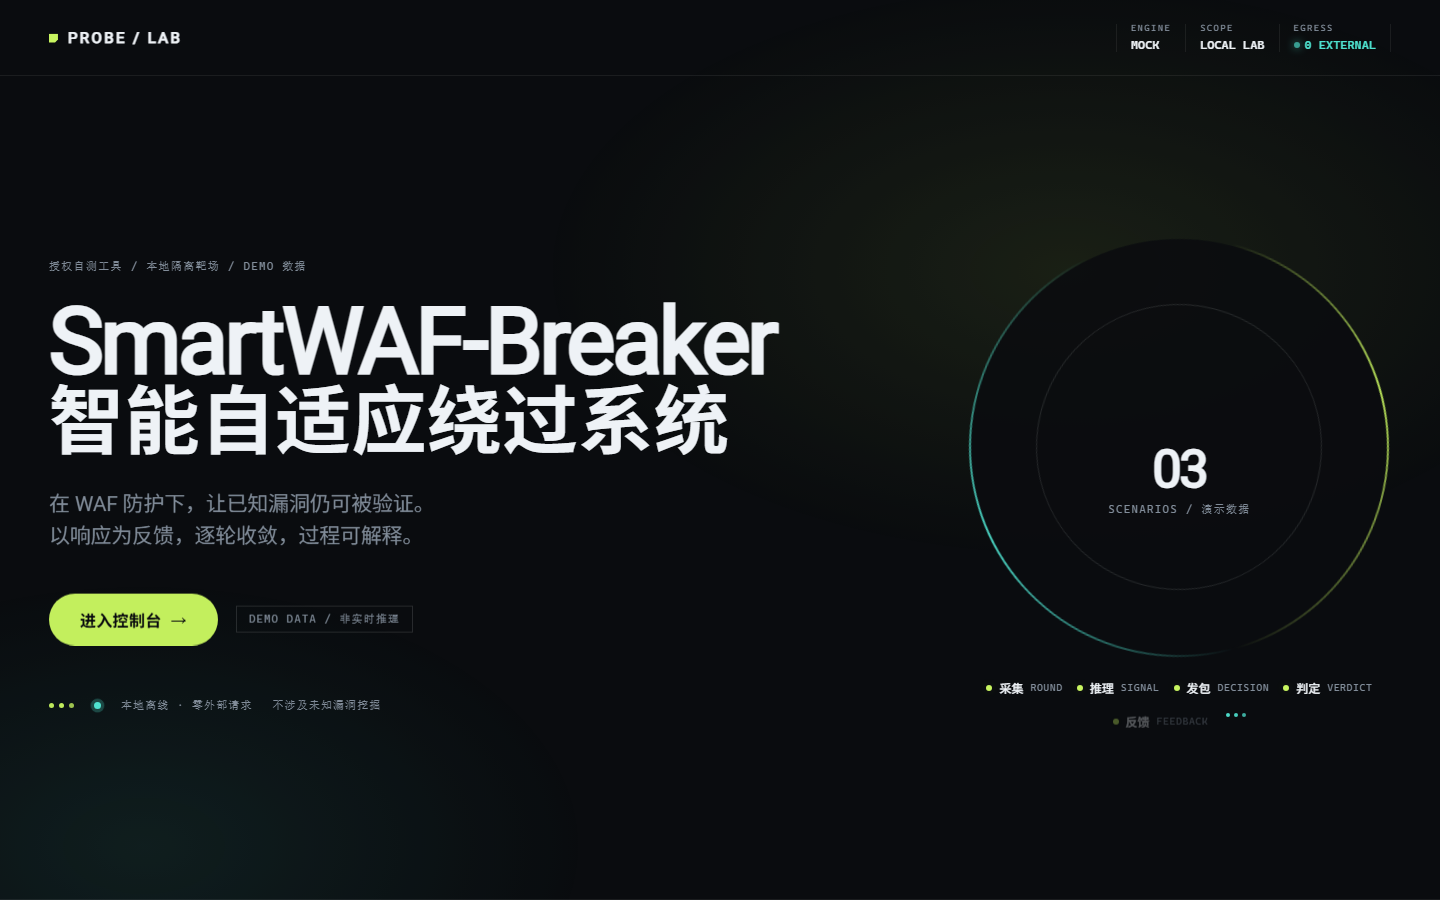 PROBE / LAB
ENGINE
MOCK
SCOPE
LOCAL LAB
EGRESS
0 EXTERNAL
授权自测工具 / 本地隔离靶场 / DEMO 数据
SmartWAF-Breaker
智能自适应绕过系统
在 WAF 防护下，让已知漏洞仍可被验证。
以响应为反馈，逐轮收敛，过程可解释。
进入控制台 →
DEMO DATA / 非实时推理
本地离线 · 零外部请求 不涉及未知漏洞挖掘
03
SCENARIOS / 演示数据
采集 ROUND 推理 SIGNAL 发包 DECISION 判定 VERDICT
反馈 FEEDBACK